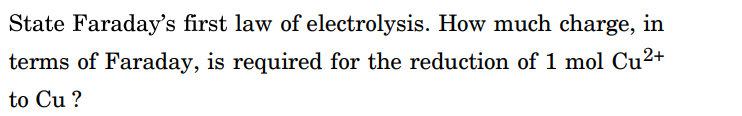 State Faraday’s first law of electrolysis. How much charge, in
terms of Faraday, is required for the reduction of 1 mol Cu²⁺
to Cu ?